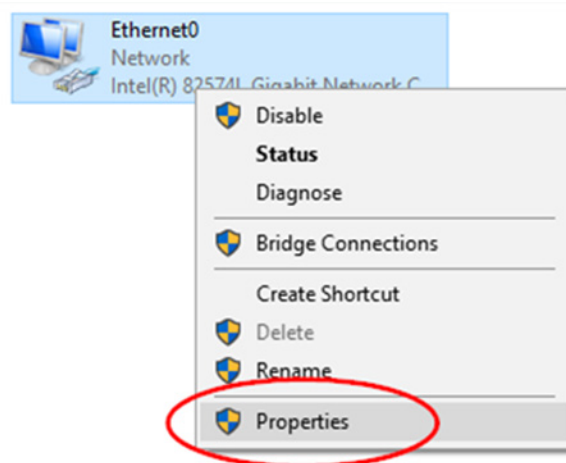 Ethernet0
Network
Intel(R) 82574L Gigabit Network C...
Disable
Status
Diagnose
Bridge Connections
Create Shortcut
Delete
Rename
Properties